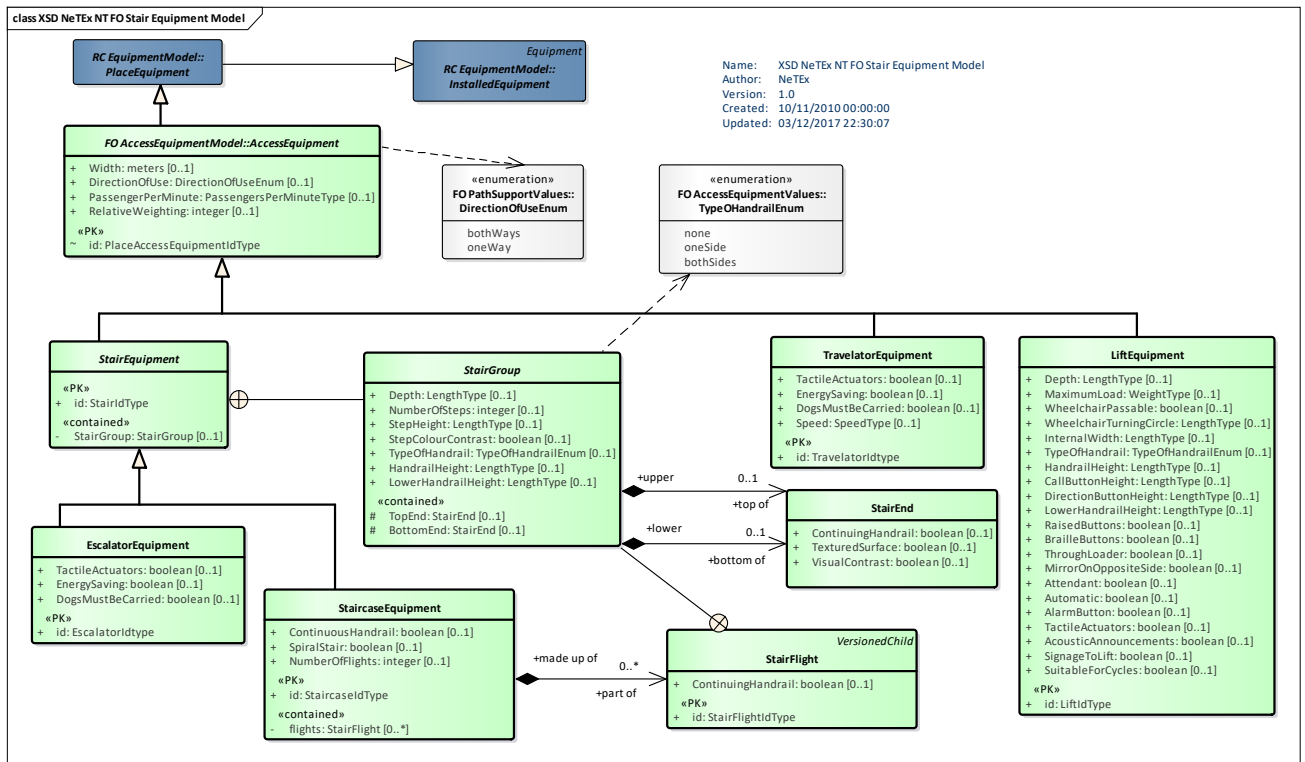 class XSD NeTEx NT FO Stair Equipment Model
RC EquipmentModel::
PlaceEquipment
Equipment
RC EquipmentModel::
InstalledEquipment
Name: XSD NeTEx NT FO Stair Equipment Model
Author: NeTEx
Version: 1.0
Created: 10/11/2010 00:00:00
Updated: 03/12/2017 22:30:07
FO AccessEquipmentModel::AccessEquipment
+ Width: meters [0..1]
+ DirectionOfUse: DirectionOfUseEnum [0..1]
+ PassengerPerMinute: PassengersPerMinuteType [0..1]
+ RelativeWeighting: integer [0..1]
«PK»
~ id: PlaceAccessEquipmentIdType
«enumeration»
FO PathSupportValues::
DirectionOfUseEnum
bothWays
oneWay
«enumeration»
FO AccessEquipmentValues::
TypeOHandrailEnum
none
oneSide
bothSides
StairEquipment
«PK»
+ id: StairIdType
«contained»
- StairGroup: StairGroup [0..1]
StairGroup
+ Depth: LengthType [0..1]
+ NumberOfSteps: integer [0..1]
+ StepHeight: LengthType [0..1]
+ StepColourContrast: boolean [0..1]
+ TypeOfHandrail: TypeOfHandrailEnum [0..1]
+ HandrailHeight: LengthType [0..1]
+ LowerHandrailHeight: LengthType [0..1]
«contained»
# TopEnd: StairEnd [0..1]
# BottomEnd: StairEnd [0..1]
TravelatorEquipment
+ TactileActuators: boolean [0..1]
+ EnergySaving: boolean [0..1]
+ DogsMustBeCarried: boolean [0..1]
+ Speed: SpeedType [0..1]
«PK»
+ id: TravelatorIdtype
LiftEquipment
+ Depth: LengthType [0..1]
+ MaximumLoad: WeightType [0..1]
+ WheelchairPassable: boolean [0..1]
+ WheelchairTurningCircle: LengthType [0..1]
+ InternalWidth: LengthType [0..1]
+ TypeOfHandrail: TypeOfHandrailEnum [0..1]
+ HandrailHeight: LengthType [0..1]
+ CallButtonHeight: LengthType [0..1]
+ DirectionButtonHeight: LengthType [0..1]
+ LowerHandrailHeight: LengthType [0..1]
+ RaisedButtons: boolean [0..1]
+ BrailleButtons: boolean [0..1]
+ ThroughLoader: boolean [0..1]
+ MirrorOnOppositeSide: boolean [0..1]
+ Attendant: boolean [0..1]
+ Automatic: boolean [0..1]
+ AlarmButton: boolean [0..1]
+ TactileActuators: boolean [0..1]
+ AcousticAnnouncements: boolean [0..1]
+ SignageToLift: boolean [0..1]
+ SuitableForCycles: boolean [0..1]
«PK»
+ id: LiftIdType
+upper 0..1
+top of
+lower 0..1
+bottom of
StairEnd
+ ContinuingHandrail: boolean [0..1]
+ TexturedSurface: boolean [0..1]
+ VisualContrast: boolean [0..1]
EscalatorEquipment
+ TactileActuators: boolean [0..1]
+ EnergySaving: boolean [0..1]
+ DogsMustBeCarried: boolean [0..1]
«PK»
+ id: EscalatorIdtype
StaircaseEquipment
+ ContinuousHandrail: boolean [0..1]
+ SpiralStair: boolean [0..1]
+ NumberOfFlights: integer [0..1]
«PK»
+ id: StaircaseIdType
«contained»
- flights: StairFlight [0..*]
+made up of 0..*
+part of
VersionedChild
StairFlight
+ ContinuingHandrail: boolean [0..1]
«PK»
+ id: StairFlightIdType